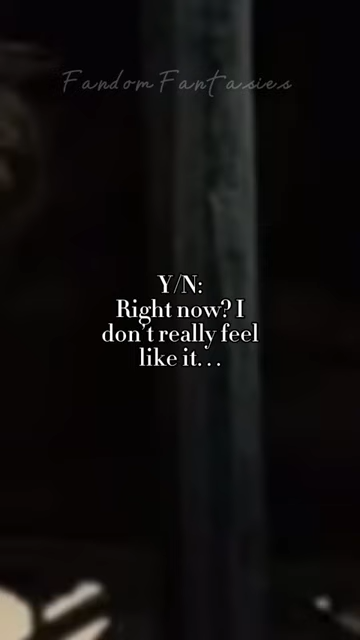 Fandom Fantasies
Y/N:
Right now? I
don't really feel
like it...